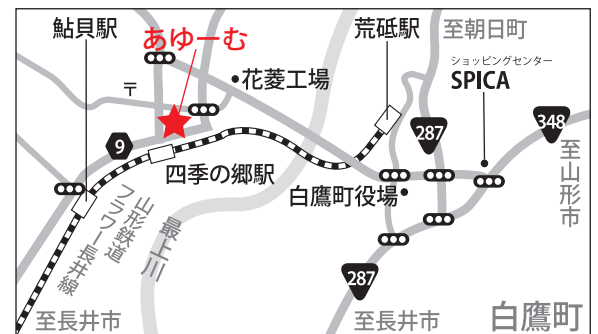 鮎貝駅
あゆーむ
荒砥駅
至朝日町
花菱工場
ショッピングセンター
SPICA
〒
9
287
348
四季の郷駅
白鷹町役場
至山形市
山形鉄道
フラワー長井線
最上川
287
至長井市
至長井市
白鷹町